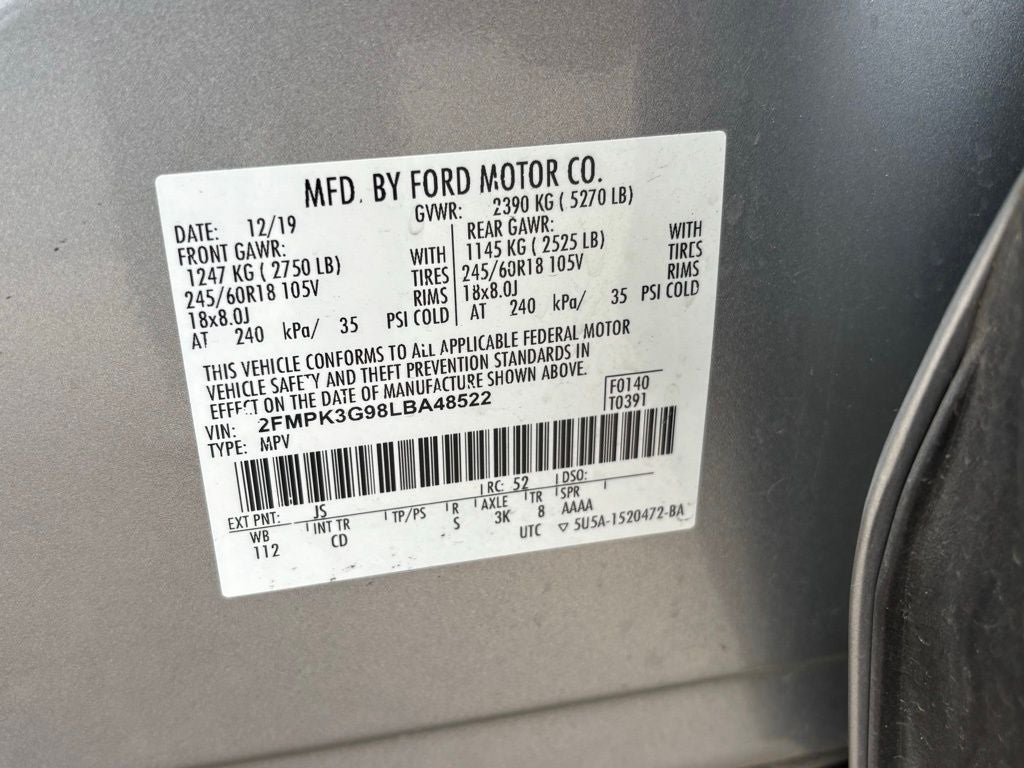 MFD. BY FORD MOTOR CO.
DATE: 12/19 GVWR: 2390 KG ( 5270 LB)
FRONT GAWR: WITH REAR GAWR: WITH
1247 KG ( 2750 LB) TIRES 1145 KG ( 2525 LB) TIRES
245/60R18 105V RIMS 245/60R18 105V RIMS
18x8.0J 18x8.0J
AT 240 kPa/ 35 PSI COLD AT 240 kPa/ 35 PSI COLD
THIS VEHICLE CONFORMS TO ALL APPLICABLE FEDERAL MOTOR
VEHICLE SAFETY AND THEFT PREVENTION STANDARDS IN
EFFECT ON THE DATE OF MANUFACTURE SHOWN ABOVE.
VIN: 2FMPK3G98LBA48522 F0140
TYPE: MPV T0391
EXT PNT: JS RC: 52 DSO:
WB INT TR TP/PS R AXLE TR SPR
112 CD S 3K 8 AAAA
UTC ▽ 5U5A-1520472-BA